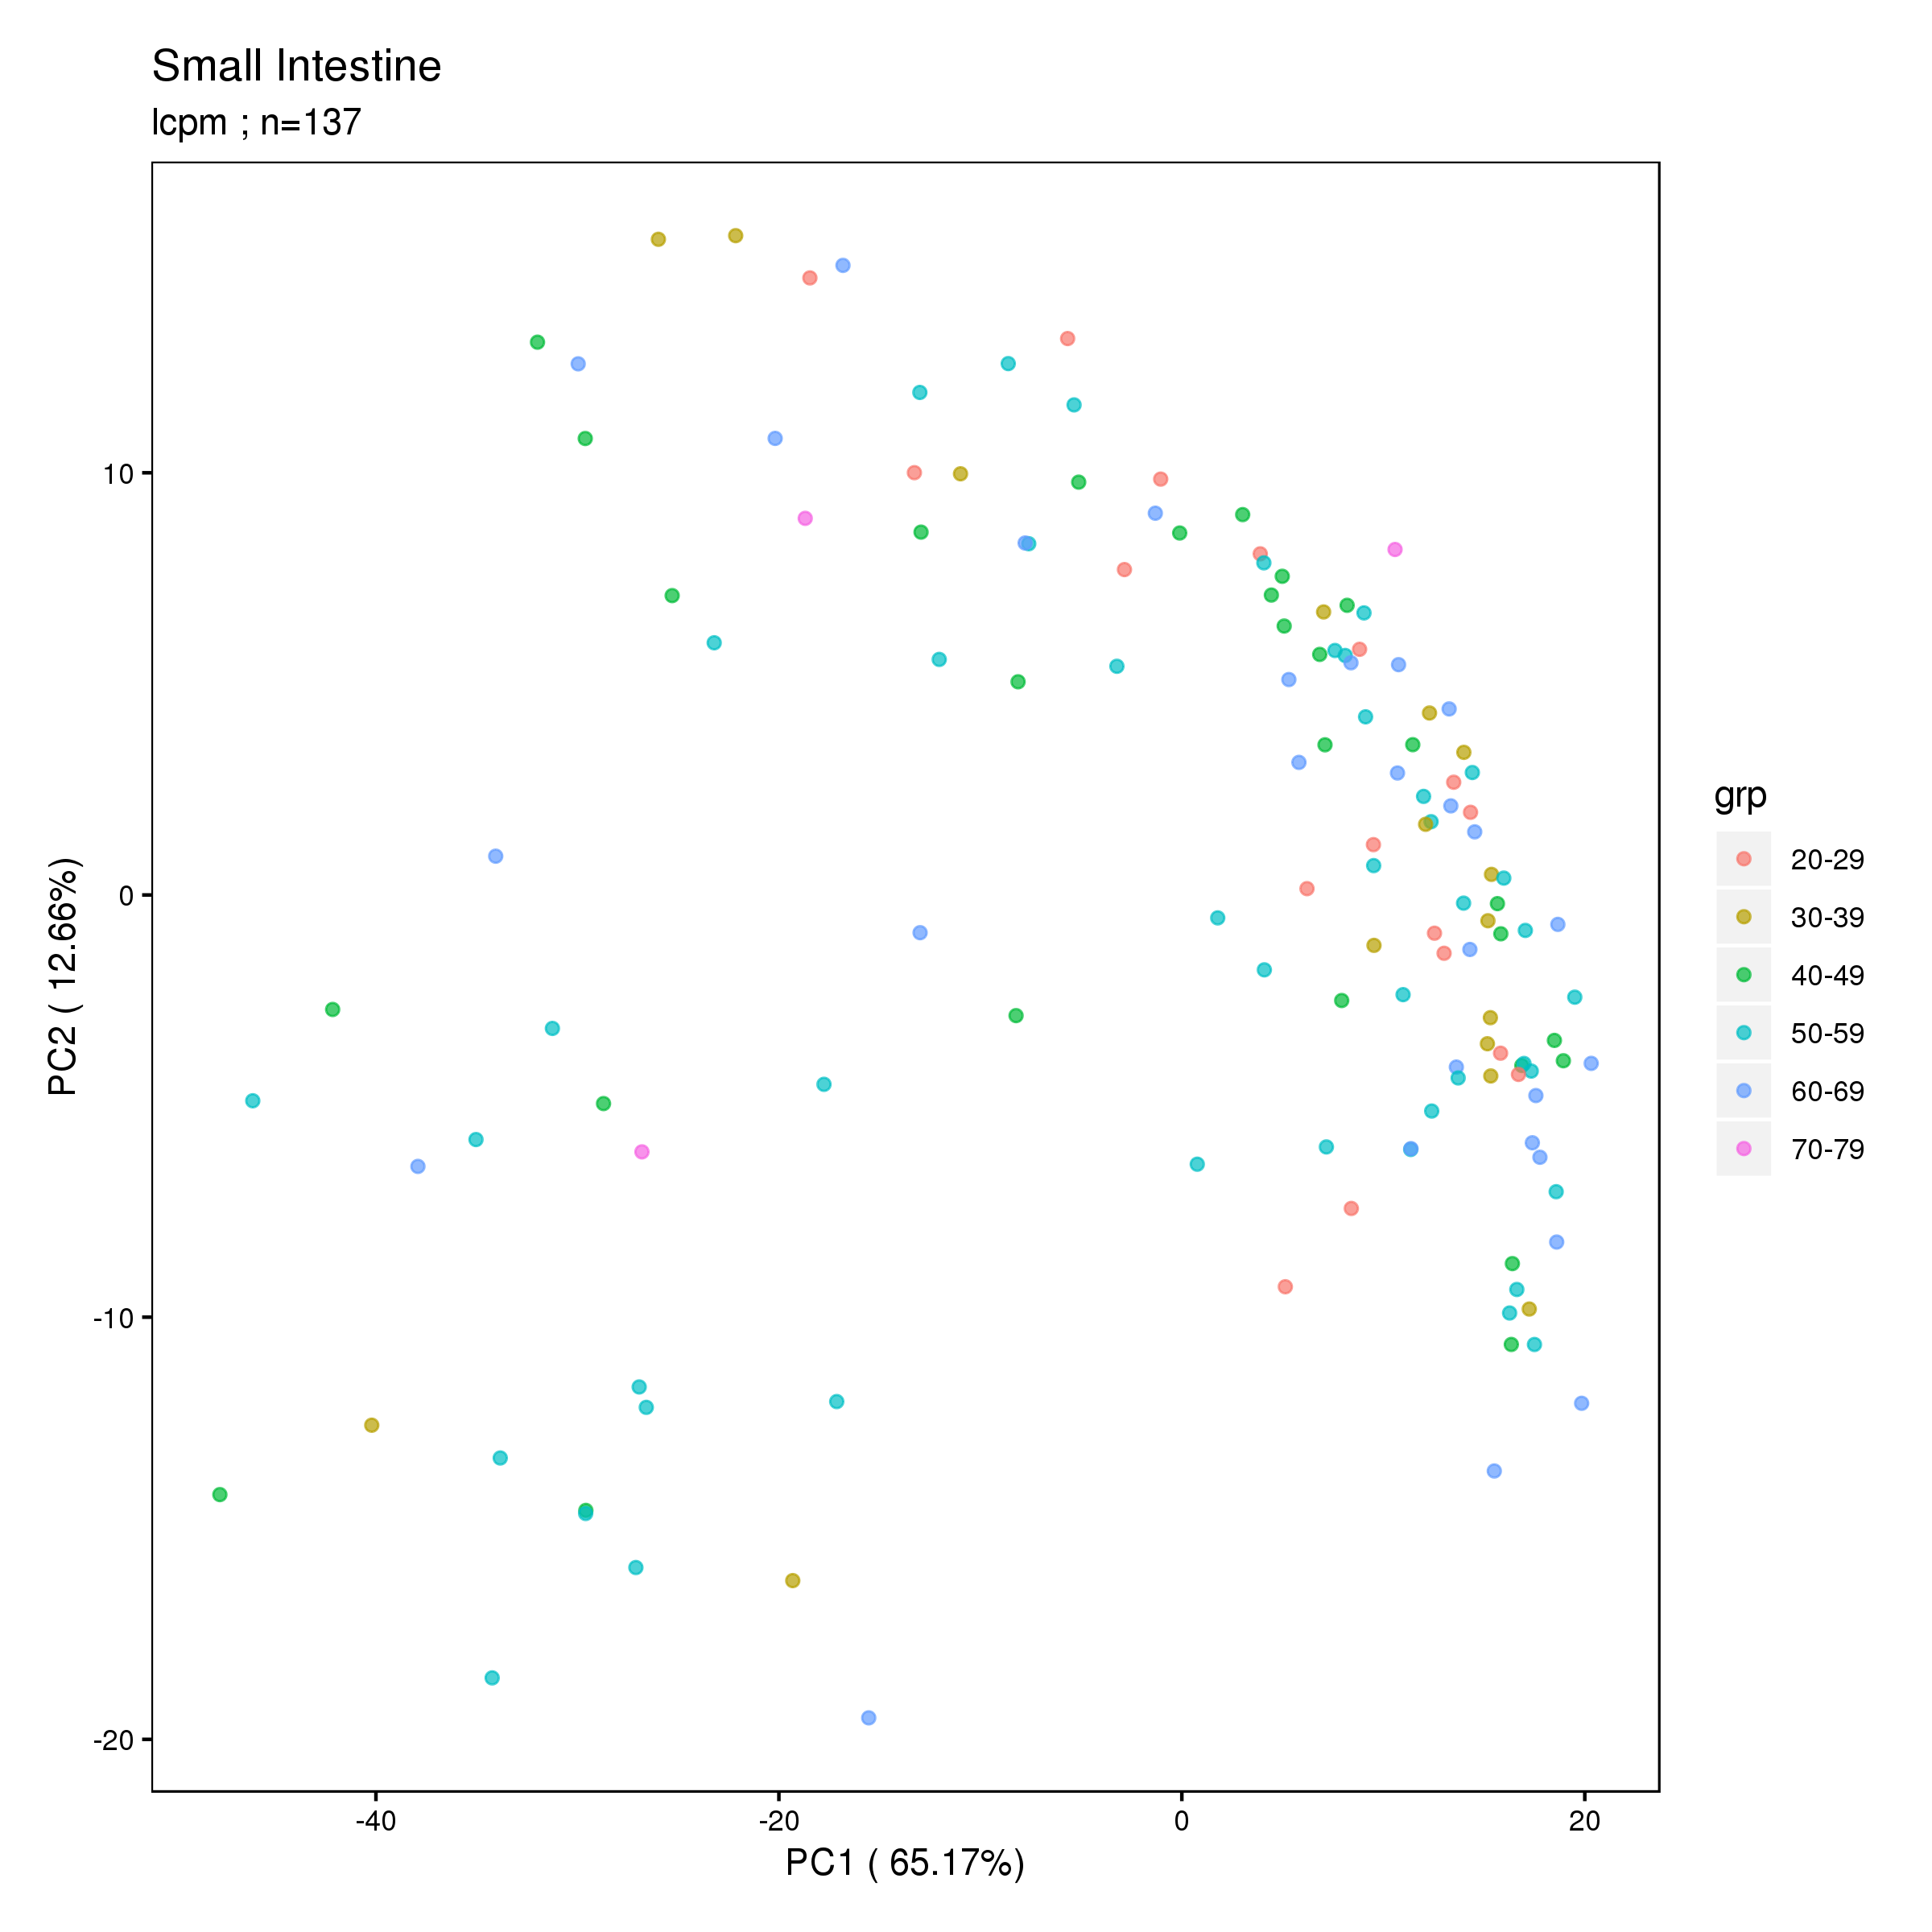 Small Intestine
lcpm ; n=137
PC2 ( 12.66%)
10
0
-10
-20
-40
-20
0
20
PC1 ( 65.17%)
grp
20-29
30-39
40-49
50-59
60-69
70-79